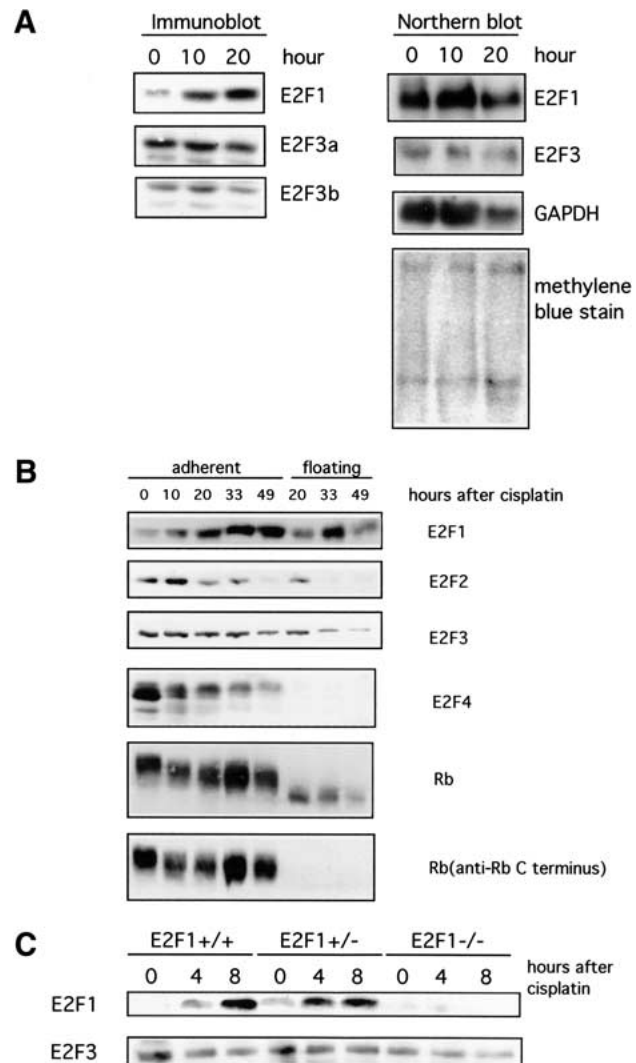 A
Immunoblot
0 10 20 hour
E2F1
E2F3a
E2F3b
Northern blot
0 10 20 hour
E2F1
E2F3
GAPDH
methylene
blue stain
B
adherent floating
0 10 20 33 49 20 33 49 hours after cisplatin
E2F1
E2F2
E2F3
E2F4
Rb
Rb(anti-Rb C terminus)
C
E2F1+/+ E2F1+/- E2F1-/-
0 4 8 0 4 8 0 4 8 hours after
cisplatin
E2F1
E2F3